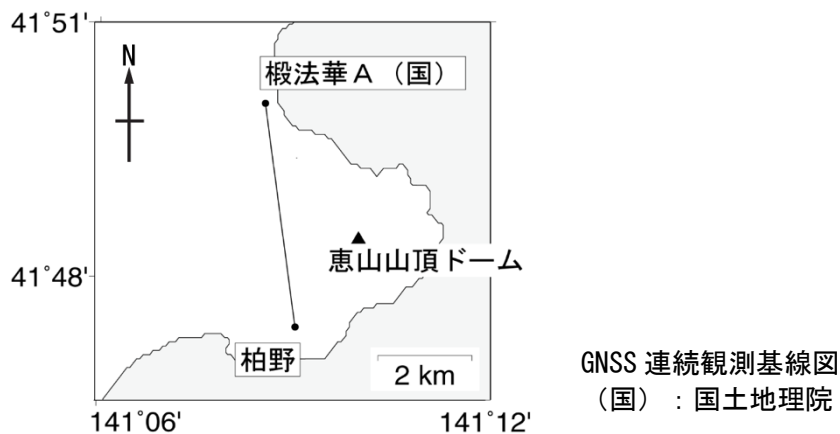 41°51'
N
椴法華A（国）
恵山山頂ドーム
41°48'
柏野
2 km
141°06'
141°12'
GNSS 連続観測基線図
（国）：国土地理院